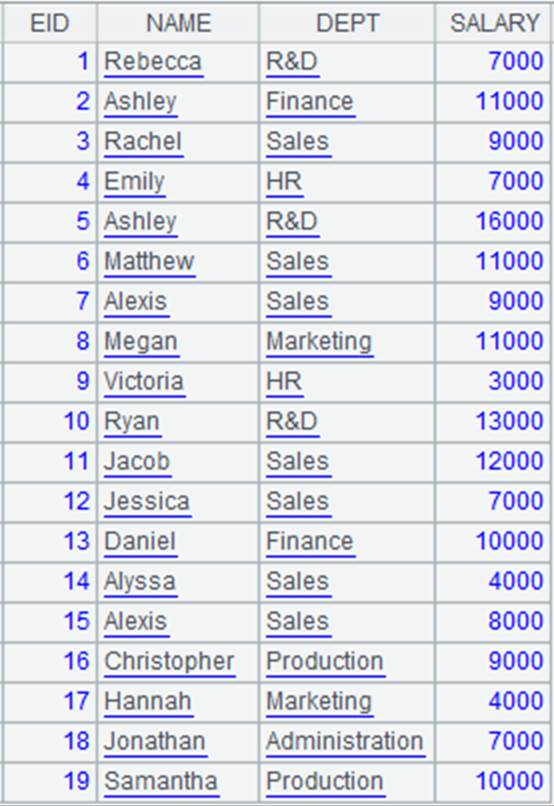 EID NAME DEPT SALARY
1 Rebecca R&D 7000
2 Ashley Finance 11000
3 Rachel Sales 9000
4 Emily HR 7000
5 Ashley R&D 16000
6 Matthew Sales 11000
7 Alexis Sales 9000
8 Megan Marketing 11000
9 Victoria HR 3000
10 Ryan R&D 13000
11 Jacob Sales 12000
12 Jessica Sales 7000
13 Daniel Finance 10000
14 Alyssa Sales 4000
15 Alexis Sales 8000
16 Christopher Production 9000
17 Hannah Marketing 4000
18 Jonathan Administration 7000
19 Samantha Production 10000